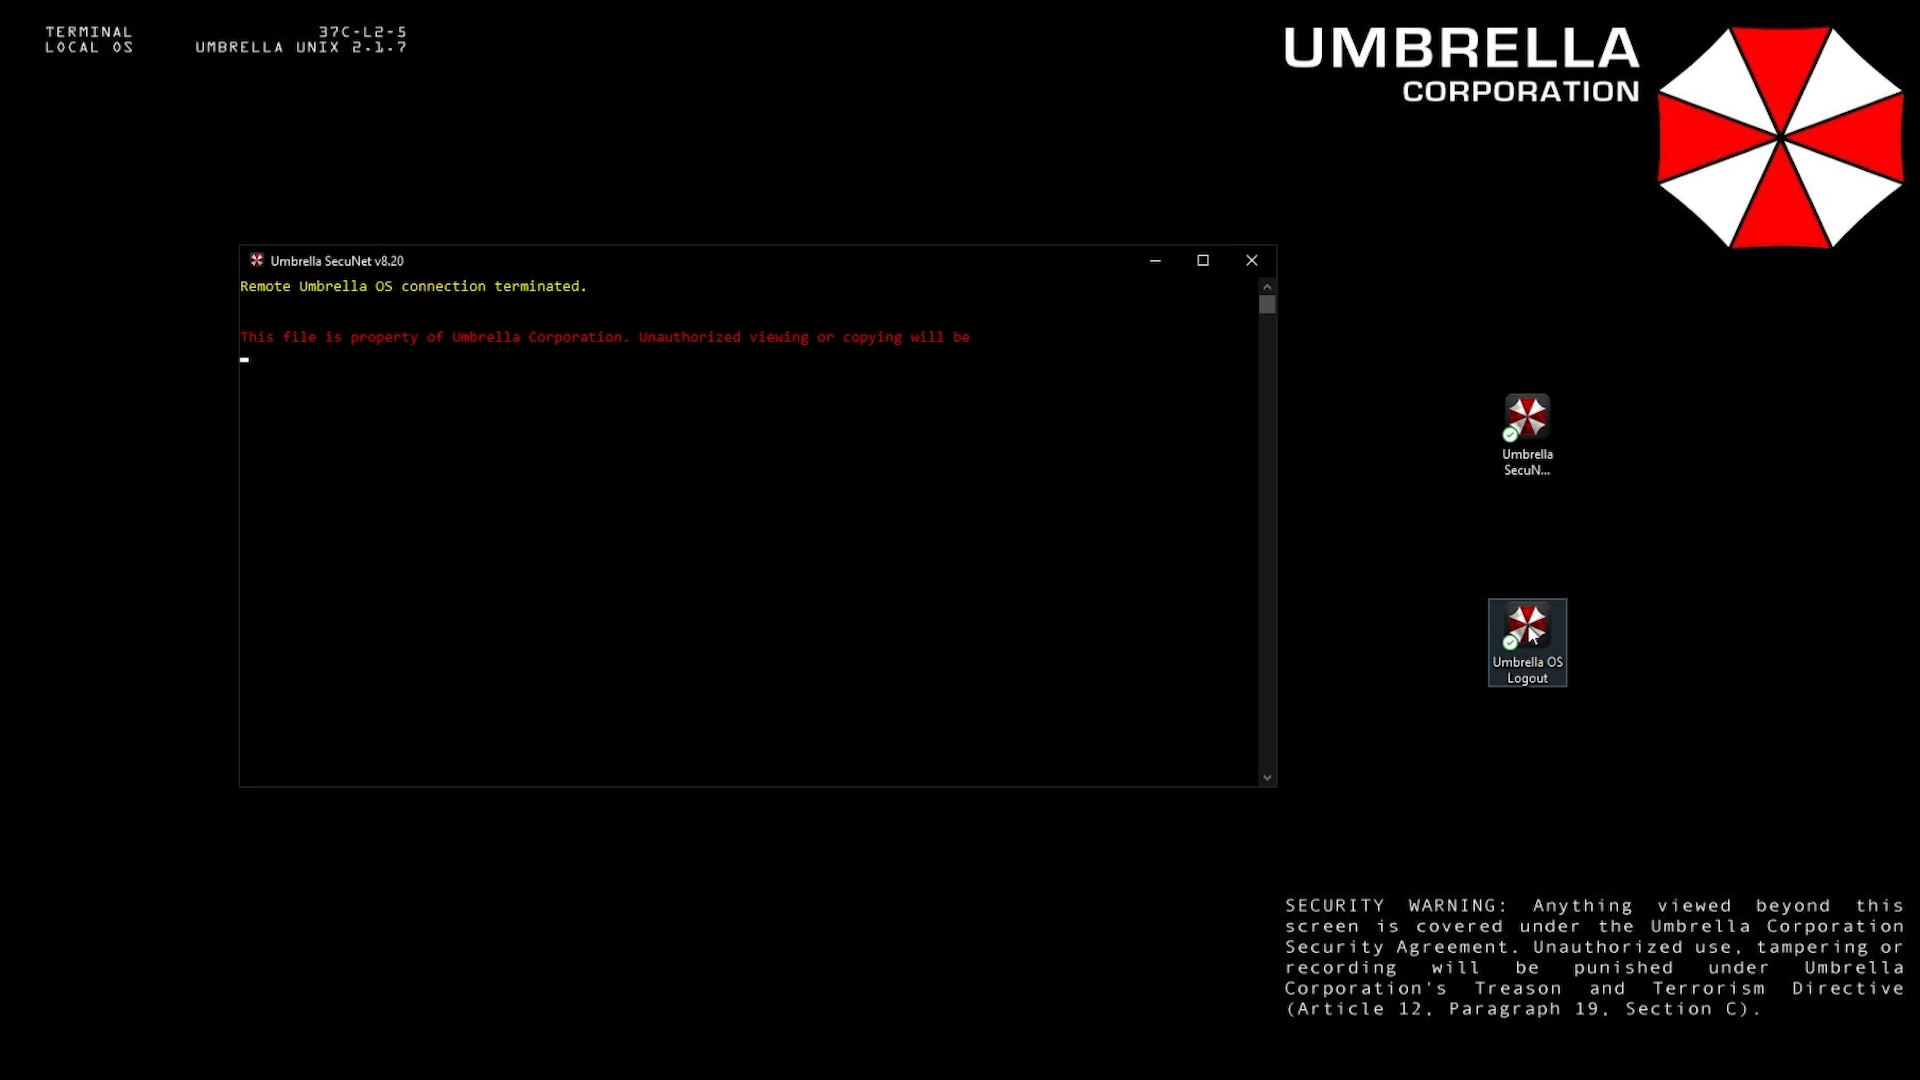 TERMINAL 37C-L2-5
LOCAL OS UMBRELLA UNIX 2.1.7
UMBRELLA
CORPORATION
Umbrella SecuNet v8.20
Remote Umbrella OS connection terminated.
This file is property of Umbrella Corporation. Unauthorized viewing or copying will be
Umbrella
SecuN...
Umbrella OS
Logout
SECURITY WARNING: Anything viewed beyond this
screen is covered under the Umbrella Corporation
Security Agreement. Unauthorized use, tampering or
recording will be punished under Umbrella
Corporation's Treason and Terrorism Directive
(Article 12, Paragraph 19, Section C).